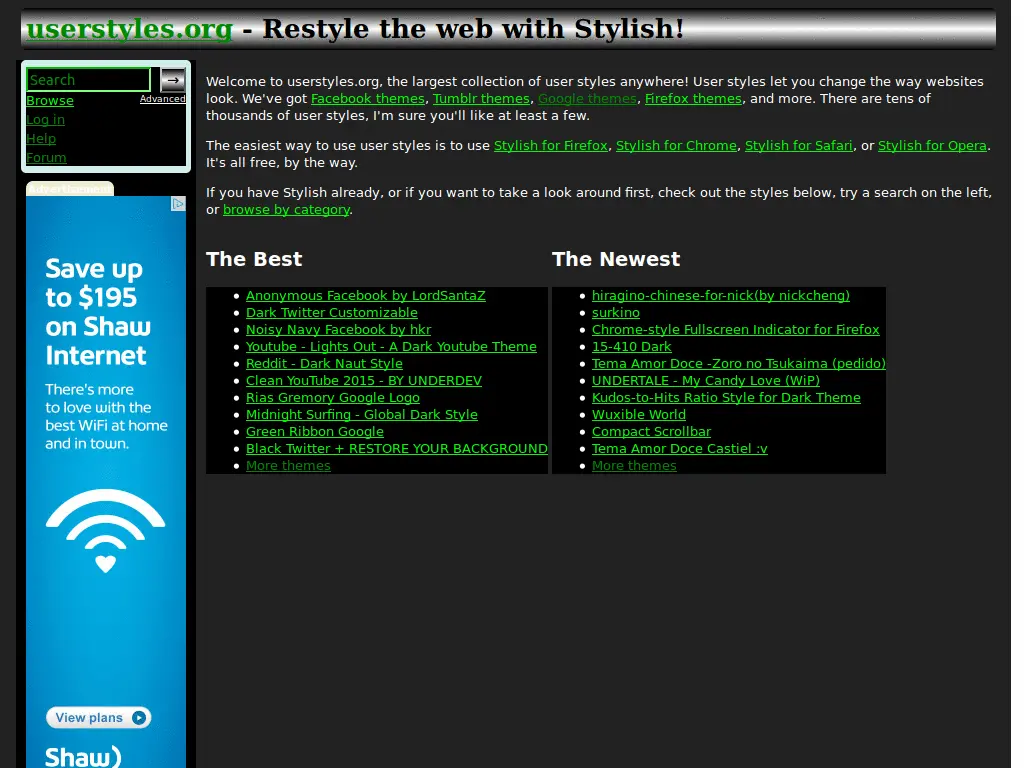 userstyles.org - Restyle the web with Stylish!
Search →
Browse Advanced
Log in
Help
Forum
Advertisment
Save up
to $195
on Shaw
Internet
There's more
to love with the
best WiFi at home
and in town.
View plans
Shaw)
Welcome to userstyles.org, the largest collection of user styles anywhere! User styles let you change the way websites
look. We've got Facebook themes, Tumblr themes, Google themes, Firefox themes, and more. There are tens of
thousands of user styles, I'm sure you'll like at least a few.
The easiest way to use user styles is to use Stylish for Firefox, Stylish for Chrome, Stylish for Safari, or Stylish for Opera.
It's all free, by the way.
If you have Stylish already, or if you want to take a look around first, check out the styles below, try a search on the left,
or browse by category.
The Best
Anonymous Facebook by LordSantaZ
Dark Twitter Customizable
Noisy Navy Facebook by hkr
Youtube - Lights Out - A Dark Youtube Theme
Reddit - Dark Naut Style
Clean YouTube 2015 - BY UNDERDEV
Rias Gremory Google Logo
Midnight Surfing - Global Dark Style
Green Ribbon Google
Black Twitter + RESTORE YOUR BACKGROUND
More themes
The Newest
hiragino-chinese-for-nick(by nickcheng)
surkino
Chrome-style Fullscreen Indicator for Firefox
15-410 Dark
Tema Amor Doce -Zoro no Tsukaima (pedido)
UNDERTALE - My Candy Love (WiP)
Kudos-to-Hits Ratio Style for Dark Theme
Wuxible World
Compact Scrollbar
Tema Amor Doce Castiel :v
More themes